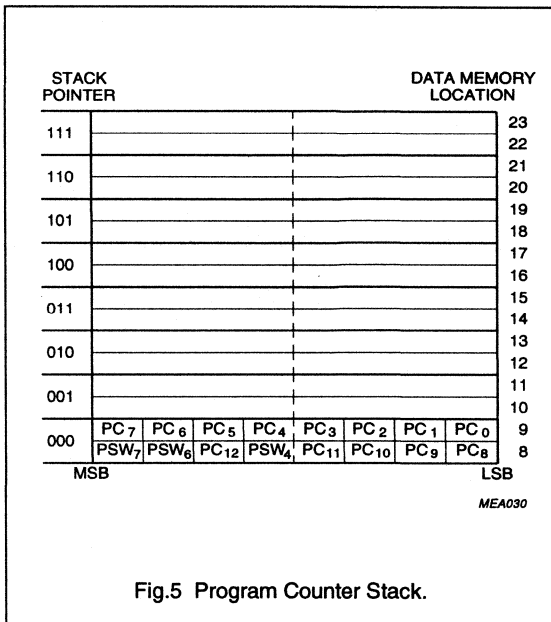 STACK POINTER DATA MEMORY LOCATION
111 23
22
110 21
20
101 19
18
100 17
16
011 15
14
010 13
12
001 11
10
000 PC7 PC6 PC5 PC4 PC3 PC2 PC1 PC0 9
PSW7 PSW6 PC12 PSW4 PC11 PC10 PC9 PC8 8
MSB LSB
MEA030
Fig.5 Program Counter Stack.